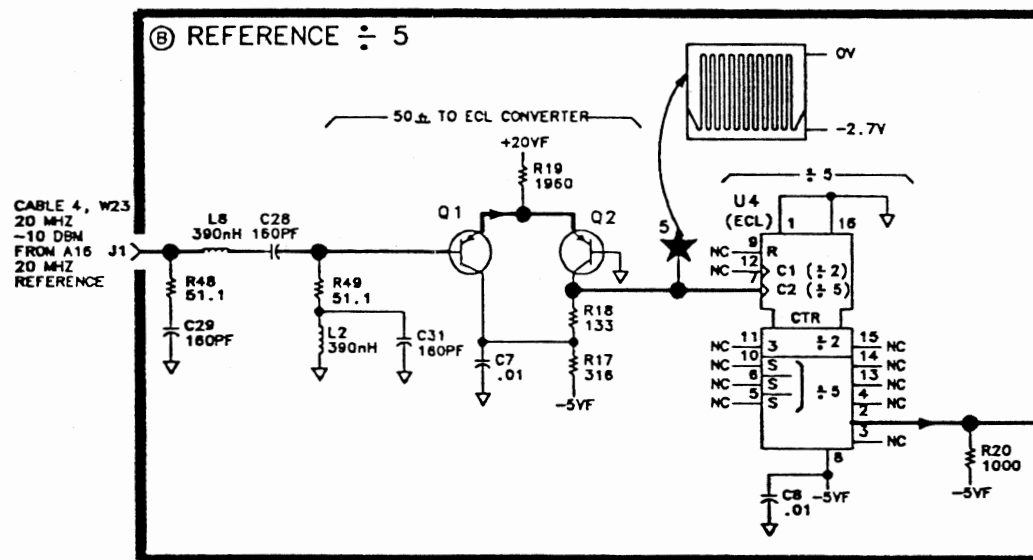 Ⓑ REFERENCE ÷ 5
0V
-2.7V
50 Ω TO ECL CONVERTER
+20VF
R19
1960
÷ 5
U4
(ECL)
1
16
CABLE 4, W23
20 MHZ
~10 DBM
FROM A16
20 MHZ
REFERENCE
J1
L8
390nH
C28
160PF
Q1
Q2
5
NC 9 R
NC 12 C1 (÷ 2)
7 C2 (÷ 5)
CTR
R48
51.1
C29
160PF
R49
51.1
L2
390nH
C31
160PF
R18
133
C7
.01
R17
316
-5VF
NC 11 3 ÷ 2 15 NC
NC 10 S 14 NC
NC 6 S ÷ 5 13 NC
NC 5 S 4 NC
2
3 NC
8
C8
.01
-5VF
R20
1000
-5VF